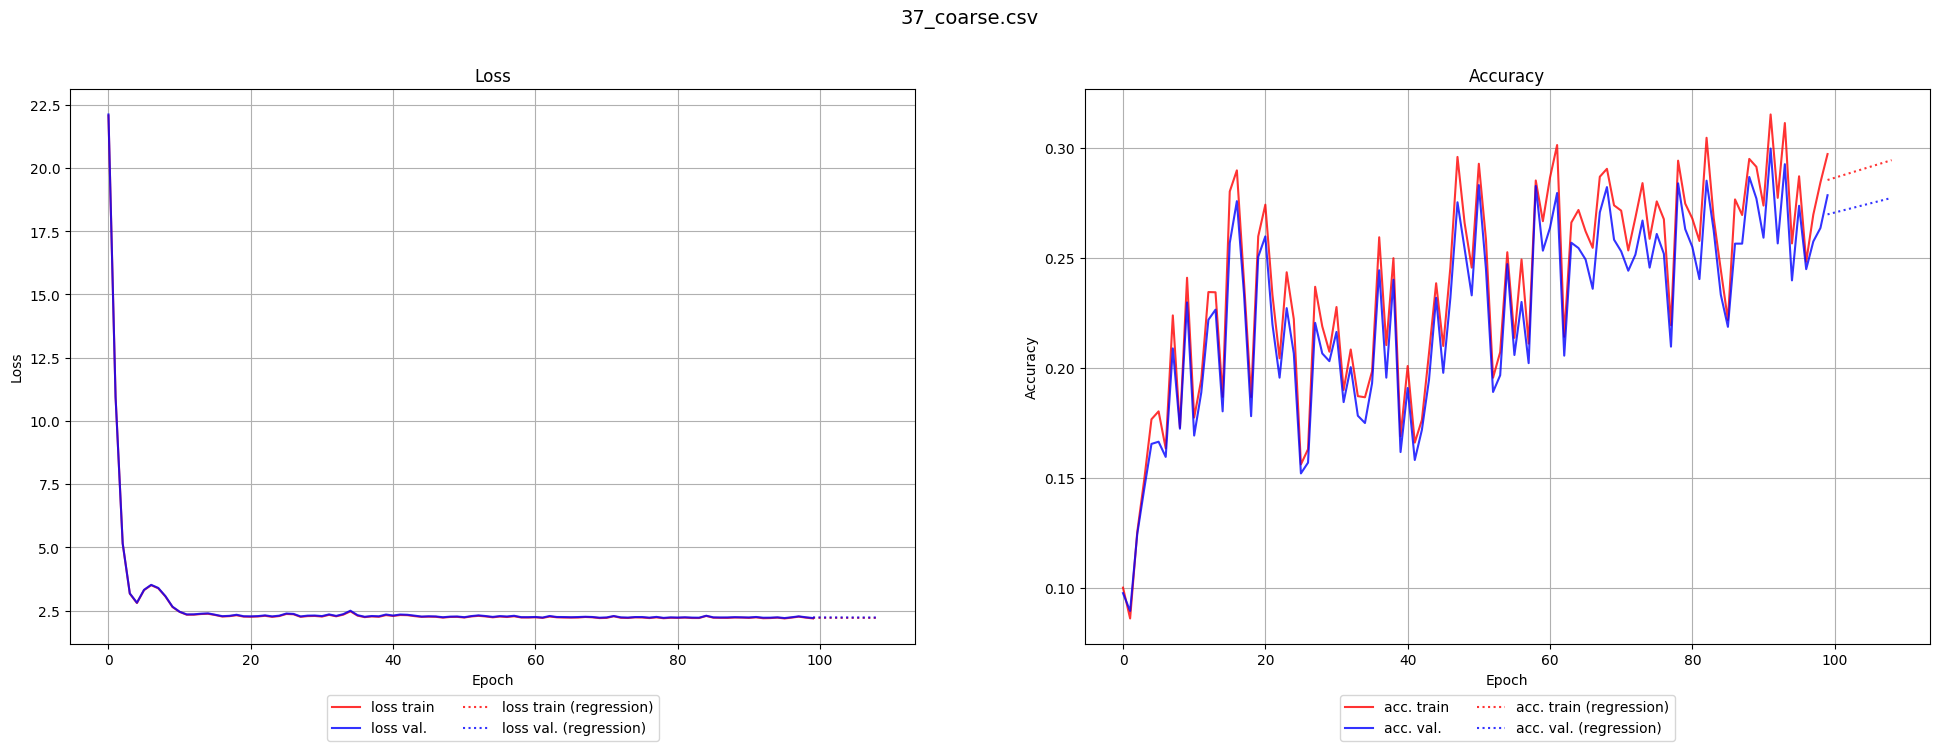 37_coarse.csv
Loss
22.5
20.0
17.5
15.0
12.5
10.0
7.5
5.0
2.5
Loss
0 20 40 60 80 100
Epoch
loss train loss train (regression)
loss val. loss val. (regression)
Accuracy
0.30
0.25
0.20
0.15
0.10
Accuracy
0 20 40 60 80 100
Epoch
acc. train acc. train (regression)
acc. val. acc. val. (regression)